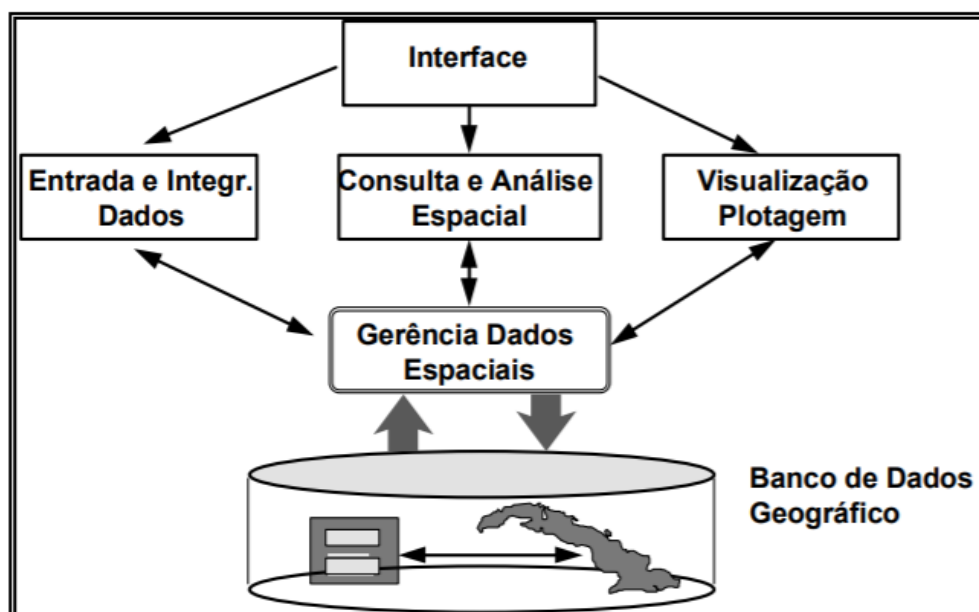 Interface
Entrada e Integr.
Dados
Consulta e Análise
Espacial
Visualização
Plotagem
Gerência Dados
Espaciais
Banco de Dados
Geográfico